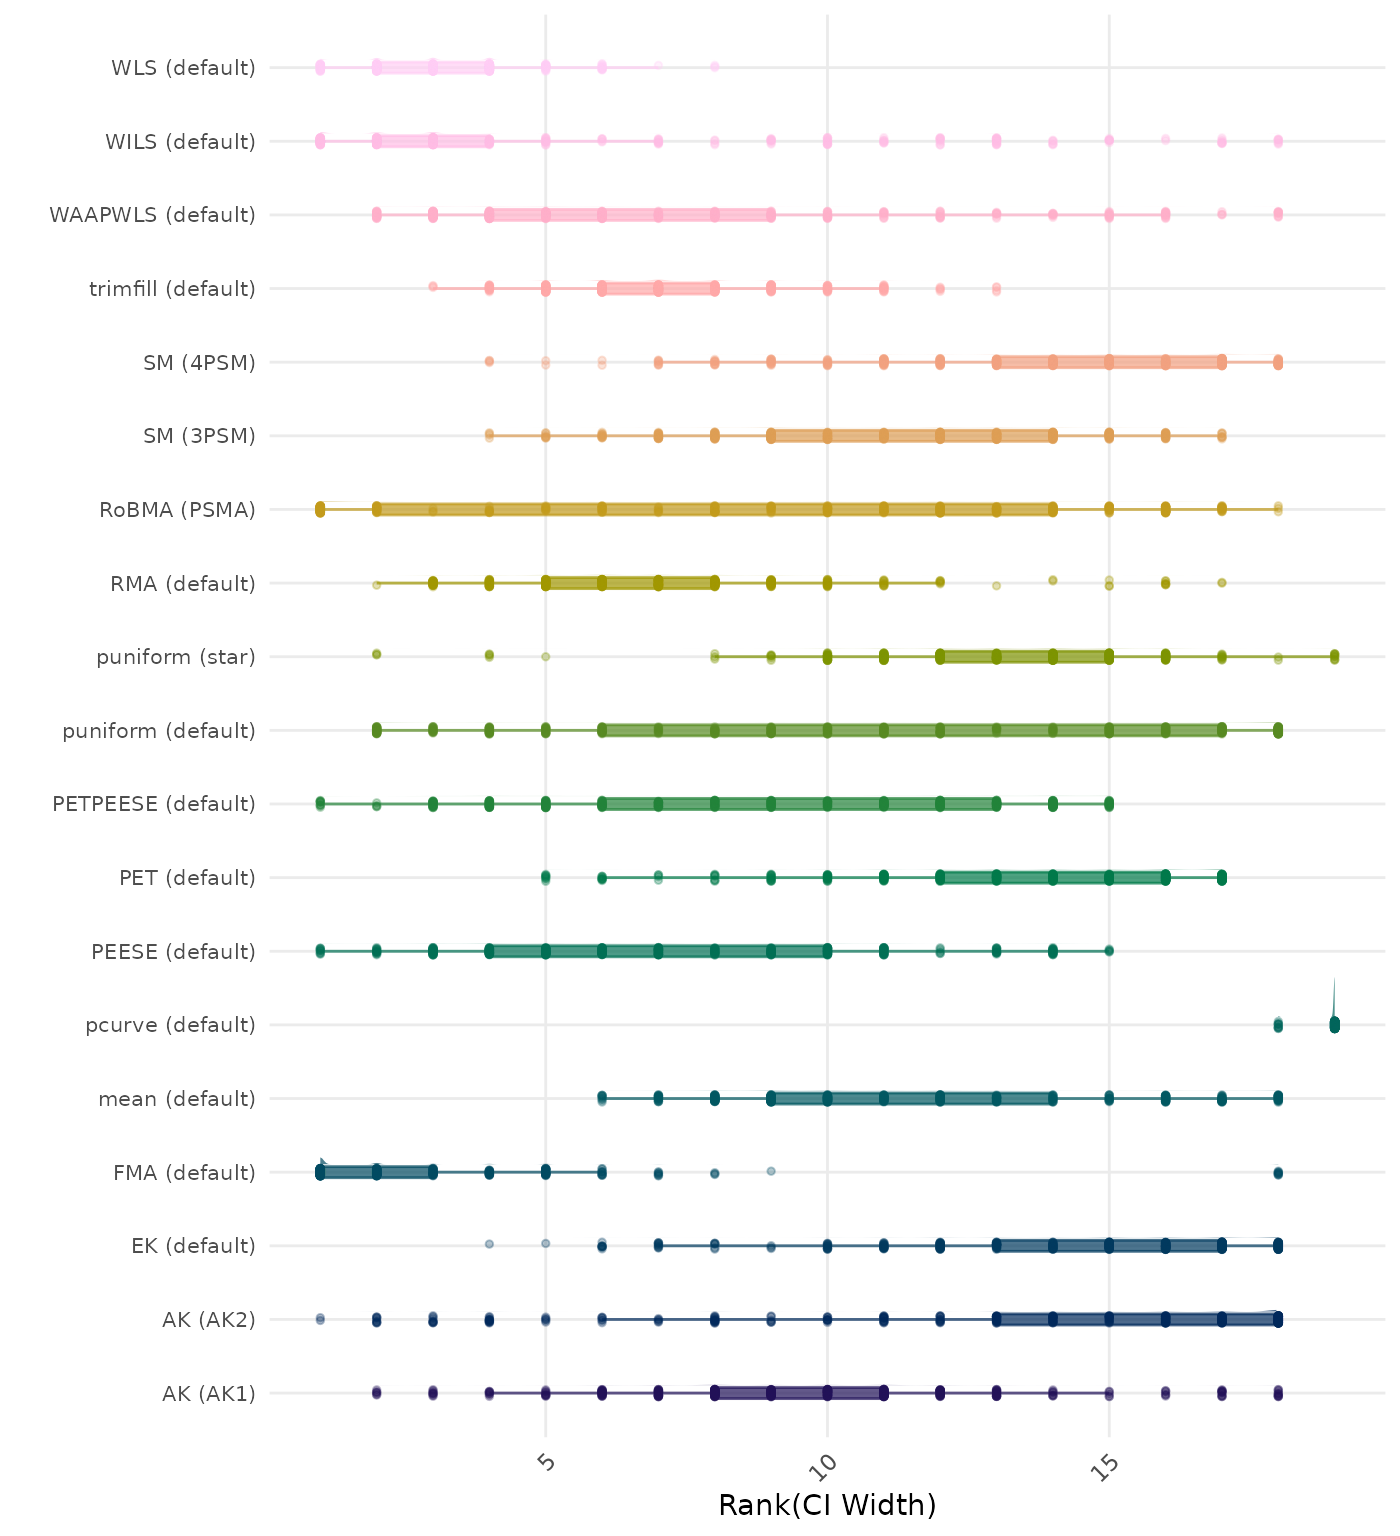 WLS (default)
WILS (default)
WAAPWLS (default)
trimfill (default)
SM (4PSM)
SM (3PSM)
RoBMA (PSMA)
RMA (default)
puniform (star)
puniform (default)
PETPEESE (default)
PET (default)
PEESE (default)
pcurve (default)
mean (default)
FMA (default)
EK (default)
AK (AK2)
AK (AK1)
5 10 15
Rank(CI Width)